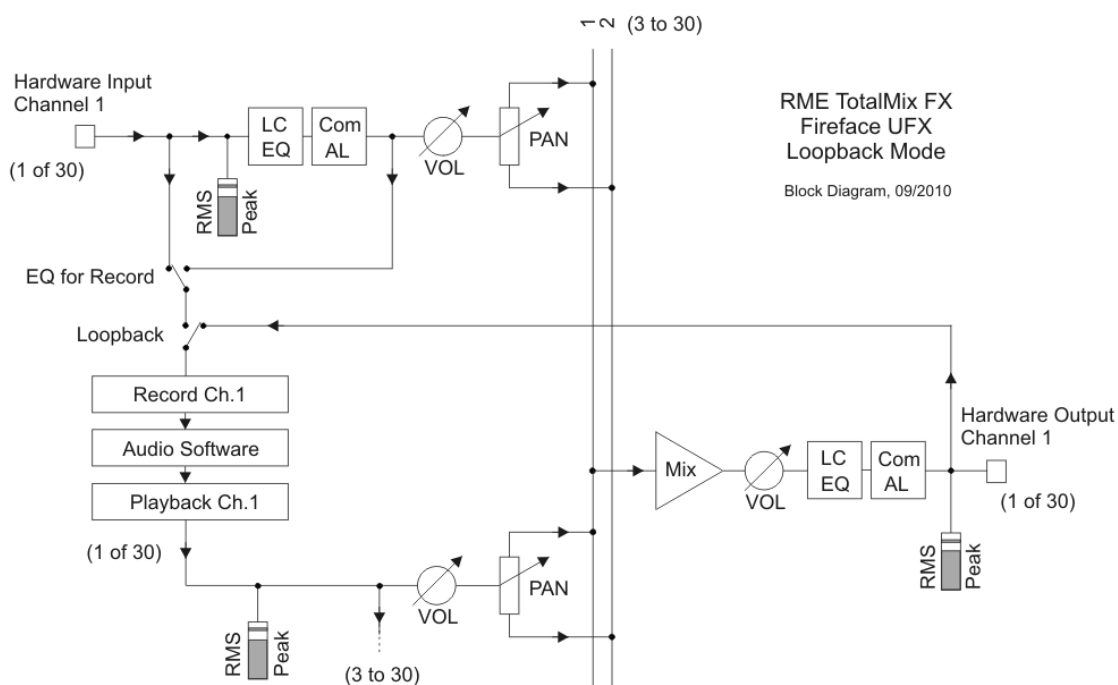 1
2
(3 to 30)
Hardware Input
Channel 1
(1 of 30)
LC
EQ
Com
AL
VOL
PAN
RMS
Peak
RME TotalMix FX
Fireface UFX
Loopback Mode
Block Diagram, 09/2010
EQ for Record
Loopback
Record Ch.1
Audio Software
Playback Ch.1
(1 of 30)
Mix
VOL
LC
EQ
Com
AL
Hardware Output
Channel 1
(1 of 30)
RMS
Peak
VOL
PAN
RMS
Peak
(3 to 30)